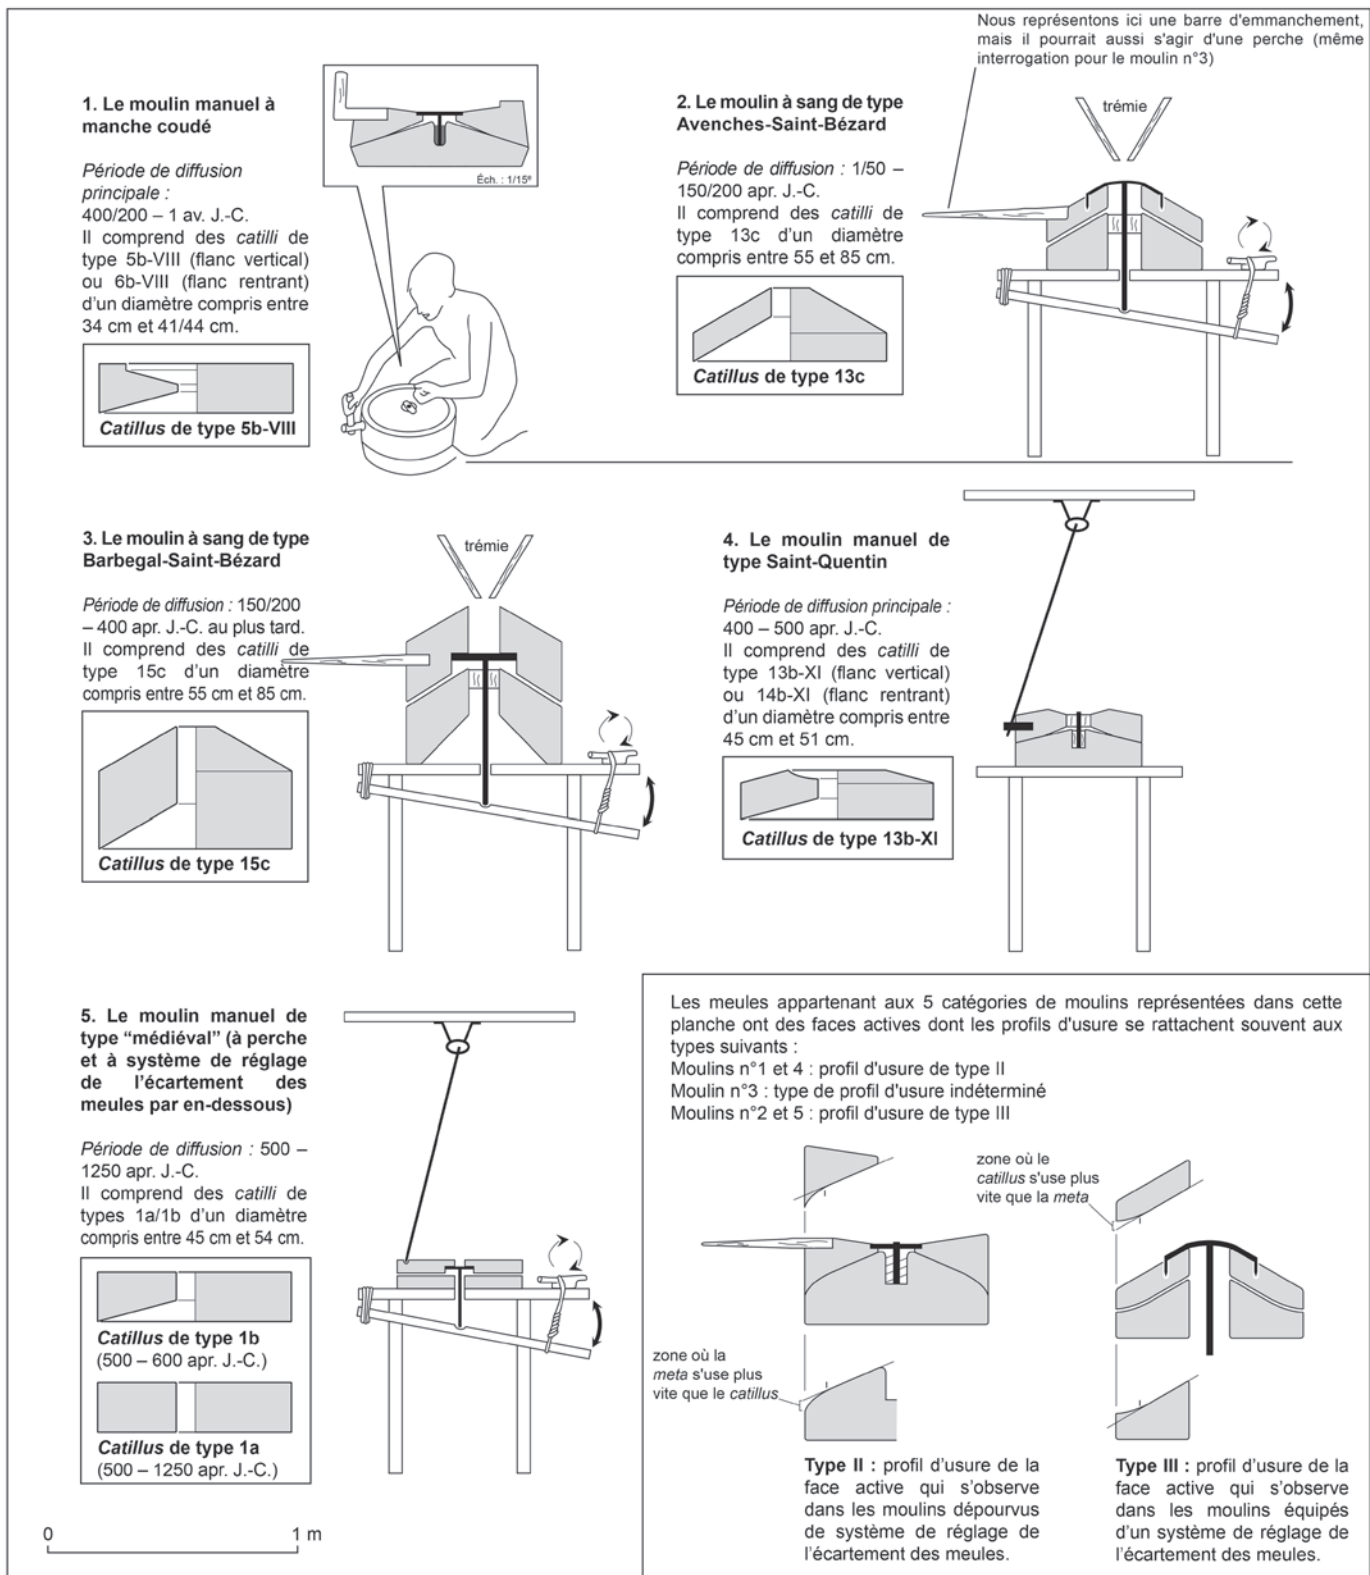 Nous représentons ici une barre d'emmanchement,
mais il pourrait aussi s'agir d'une perche (même
interrogation pour le moulin n°3)
1. Le moulin manuel à
manche coudé
Période de diffusion
principale :
400/200 – 1 av. J.-C.
Il comprend des catilli de
type 5b-VIII (flanc vertical)
ou 6b-VIII (flanc rentrant)
d'un diamètre compris entre
34 cm et 41/44 cm.
Catillus de type 5b-VIII
Éch. : 1/15e
2. Le moulin à sang de type
Avenches-Saint-Bézard
Période de diffusion : 1/50 –
150/200 apr. J.-C.
Il comprend des catilli de
type 13c d'un diamètre
compris entre 55 et 85 cm.
Catillus de type 13c
trémie
3. Le moulin à sang de type
Barbegal-Saint-Bézard
Période de diffusion : 150/200
– 400 apr. J.-C. au plus tard.
Il comprend des catilli de
type 15c d'un diamètre
compris entre 55 cm et 85 cm.
Catillus de type 15c
trémie
4. Le moulin manuel de
type Saint-Quentin
Période de diffusion principale :
400 – 500 apr. J.-C.
Il comprend des catilli de
type 13b-XI (flanc vertical)
ou 14b-XI (flanc rentrant)
d'un diamètre compris entre
45 cm et 51 cm.
Catillus de type 13b-XI
5. Le moulin manuel de
type “médiéval” (à perche
et à système de réglage
de l'écartement des
meules par en-dessous)
Période de diffusion : 500 –
1250 apr. J.-C.
Il comprend des catilli de
types 1a/1b d'un diamètre
compris entre 45 cm et 54 cm.
Catillus de type 1b
(500 – 600 apr. J.-C.)
Catillus de type 1a
(500 – 1250 apr. J.-C.)
0 1 m
Les meules appartenant aux 5 catégories de moulins représentées dans cette
planche ont des faces actives dont les profils d'usure se rattachent souvent aux
types suivants :
Moulins n°1 et 4 : profil d'usure de type II
Moulin n°3 : type de profil d'usure indéterminé
Moulins n°2 et 5 : profil d'usure de type III
zone où la
meta s'use plus
vite que le catillus
Type II : profil d'usure de la
face active qui s'observe
dans les moulins dépourvus
de système de réglage de
l'écartement des meules.
zone où le
catillus s'use plus
vite que la meta
Type III : profil d'usure de la
face active qui s'observe
dans les moulins équipés
d'un système de réglage de
l'écartement des meules.